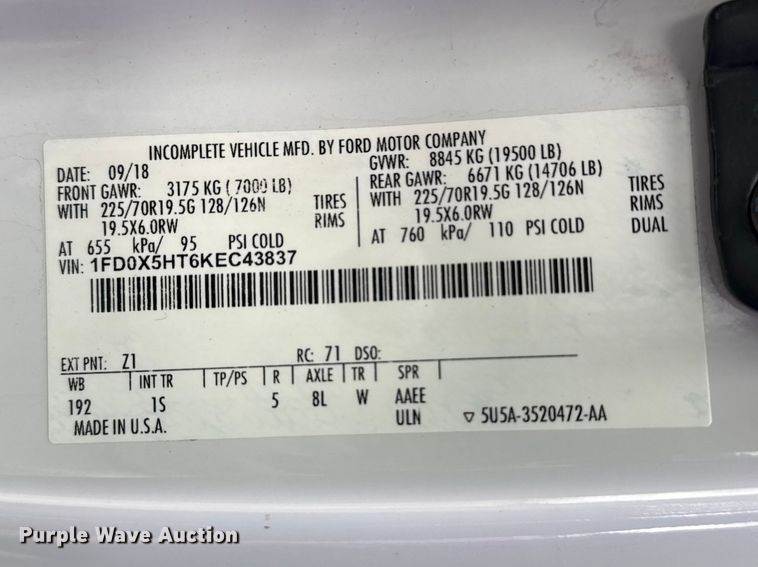 INCOMPLETE VEHICLE MFD. BY FORD MOTOR COMPANY
DATE: 09/18 GVWR: 8845 KG (19500 LB)
FRONT GAWR: 3175 KG ( 7000 LB) REAR GAWR: 6671 KG (14706 LB)
WITH 225/70R19.5G 128/126N TIRES WITH 225/70R19.5G 128/126N TIRES
19.5X6.0RW RIMS 19.5X6.0RW RIMS
AT 655 kPa/ 95 PSI COLD AT 760 kPa/ 110 PSI COLD DUAL
VIN: 1FD0X5HT6KEC43837
EXT PNT: Z1 RC: 71 DSO:
WB INT TR TP/PS R AXLE TR SPR
192 1S 5 8L W AAEE
MADE IN U.S.A. ULN ▽ 5U5A-3520472-AA
Purple Wave Auction